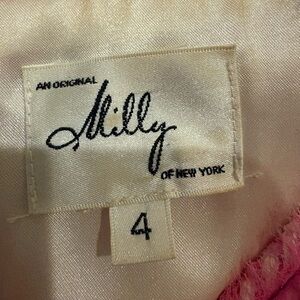 AN ORIGINAL
Milly
OF NEW YORK
4